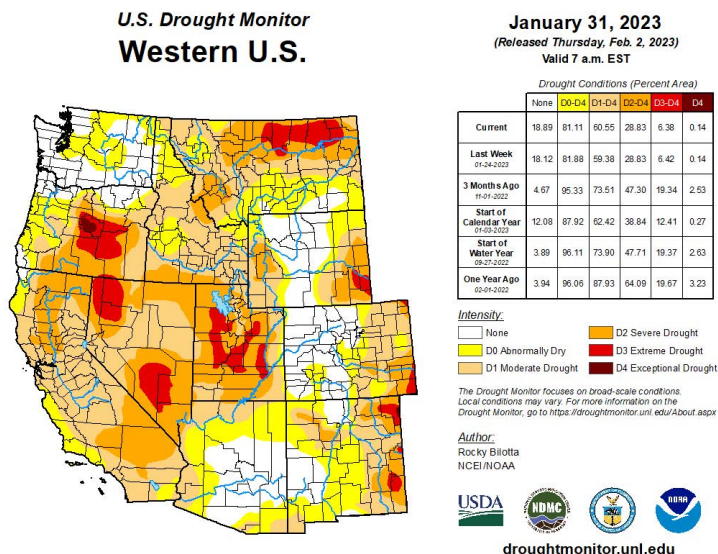 U.S. Drought Monitor
Western U.S.
January 31, 2023
(Released Thursday, Feb. 2, 2023)
Valid 7 a.m. EST
Drought Conditions (Percent Area)
None D0-D4 D1-D4 D2-D4 D3-D4 D4
Current 18.89 81.11 60.55 28.83 6.38 0.14
Last Week
01-24-2023 18.12 81.88 59.38 28.83 6.42 0.14
3 Months Ago
11-01-2022 4.67 95.33 73.51 47.30 19.34 2.53
Start of
Calendar Year
01-03-2023 12.08 87.92 62.42 38.84 12.41 0.27
Start of
Water Year
09-27-2022 3.89 96.11 73.90 47.71 19.37 2.63
One Year Ago
02-01-2022 3.94 96.06 87.93 64.09 19.67 3.23
Intensity:
None
D0 Abnormally Dry
D1 Moderate Drought
D2 Severe Drought
D3 Extreme Drought
D4 Exceptional Drought
The Drought Monitor focuses on broad-scale conditions.
Local conditions may vary. For more information on the
Drought Monitor, go to https://droughtmonitor.unl.edu/About.aspx
Author:
Rocky Bilotta
NCEI/NOAA
USDA
NDMC
NOAA
droughtmonitor.unl.edu